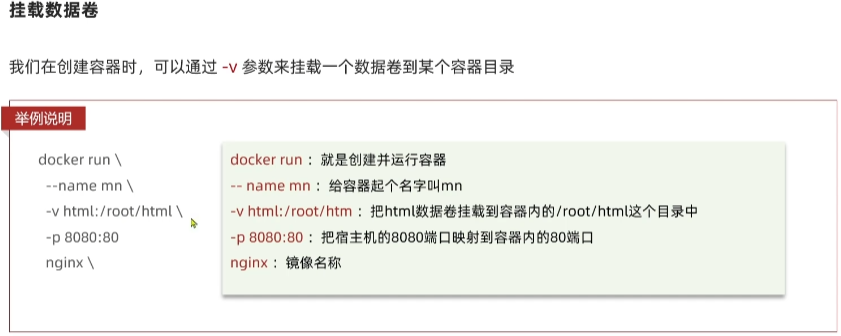 挂载数据卷
我们在创建容器时，可以通过 -v 参数来挂载一个数据卷到某个容器目录
举例说明
docker run \
--name mn \
-v html:/root/html \
-p 8080:80
nginx \
docker run ：就是创建并运行容器
-- name mn ：给容器起个名字叫mn
-v html:/root/htm ：把html数据卷挂载到容器内的/root/html这个目录中
-p 8080:80 ：把宿主机的8080端口映射到容器内的80端口
nginx ：镜像名称